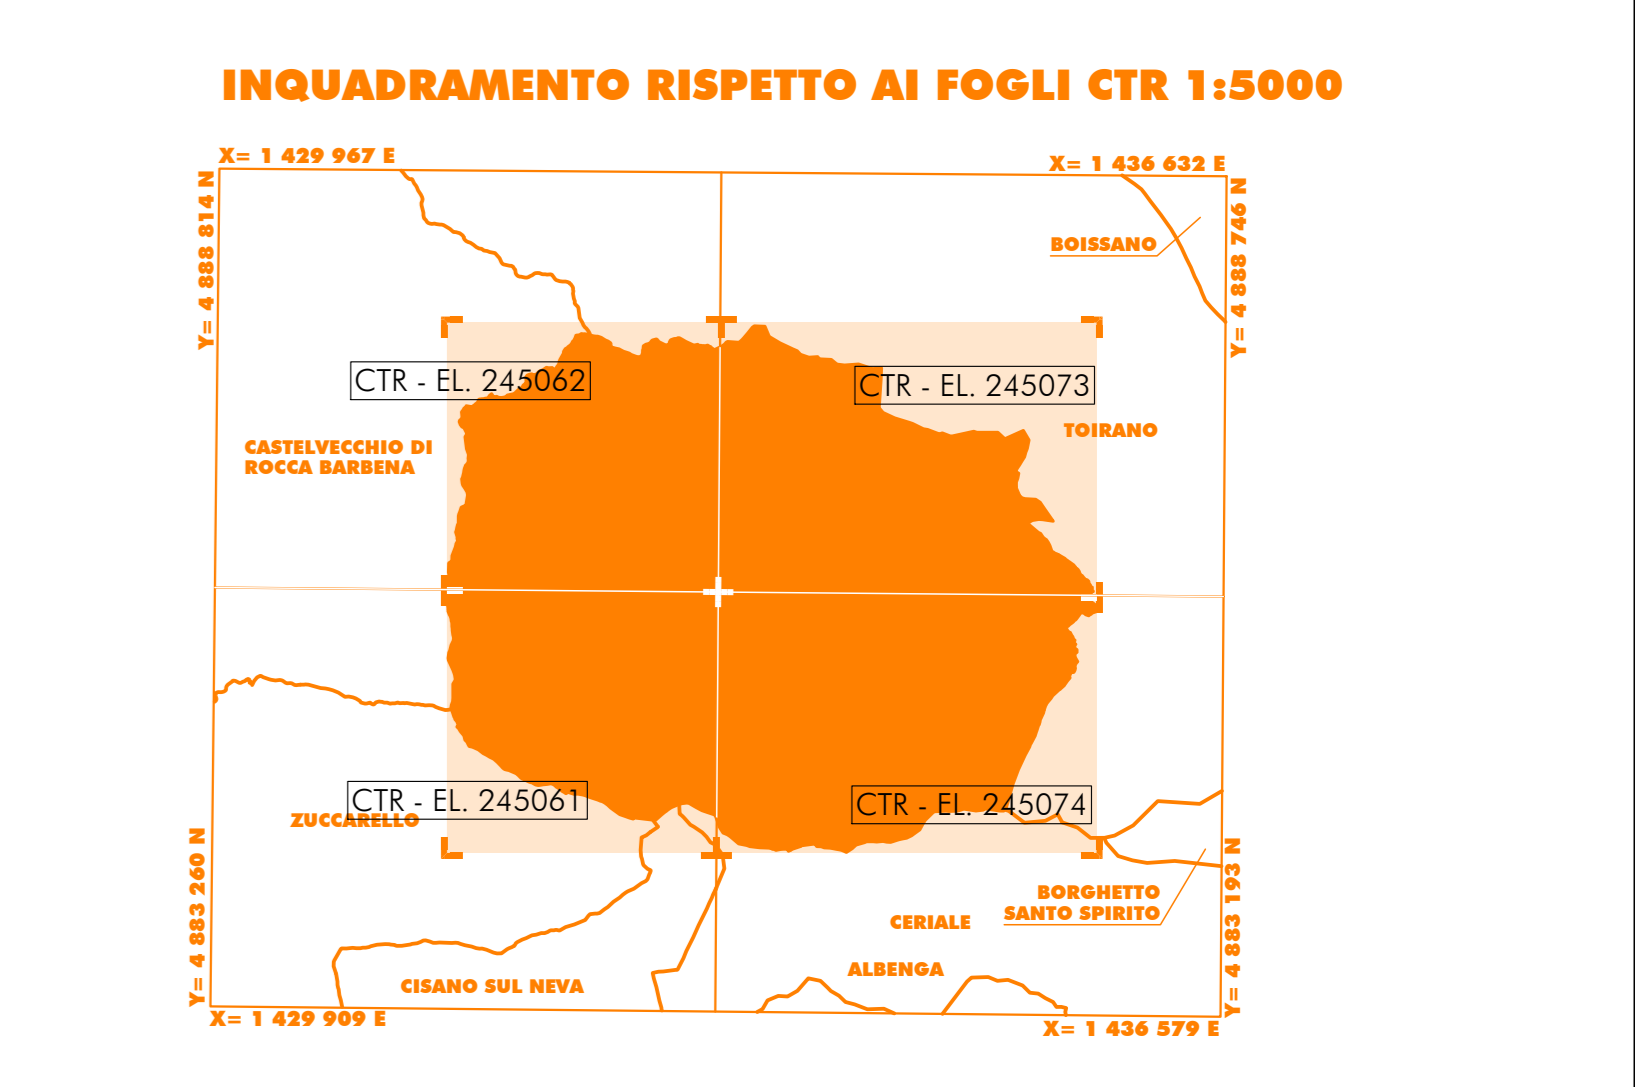 INQUADRAMENTO RISPETTO AI FOGLI CTR 1:5000
X= 1 429 967 E
X= 1 436 632 E
Y= 4 888 814 N
Y= 4 888 746 N
BOISSANO
CTR - EL. 245062
CTR - EL. 245073
TOIRANO
CASTELVECCHIO DI
ROCCA BARBENA
CTR - EL. 245061
CTR - EL. 245074
ZUCCARELLO
Y= 4 883 260 N
Y= 4 883 193 N
BORGHETTO
SANTO SPIRITO
CERIALE
ALBENGA
CISANO SUL NEVA
X= 1 429 909 E
X= 1 436 579 E